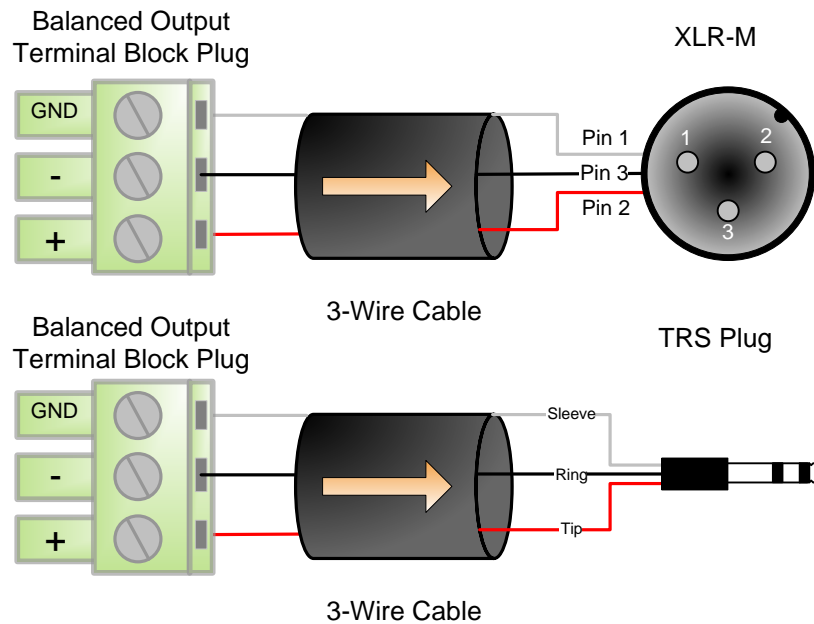 Balanced Output
Terminal Block Plug
XLR-M
GND
-
+
Pin 1
Pin 3
Pin 2
1
2
3
3-Wire Cable
Balanced Output
Terminal Block Plug
TRS Plug
GND
-
+
Sleeve
Ring
Tip
3-Wire Cable